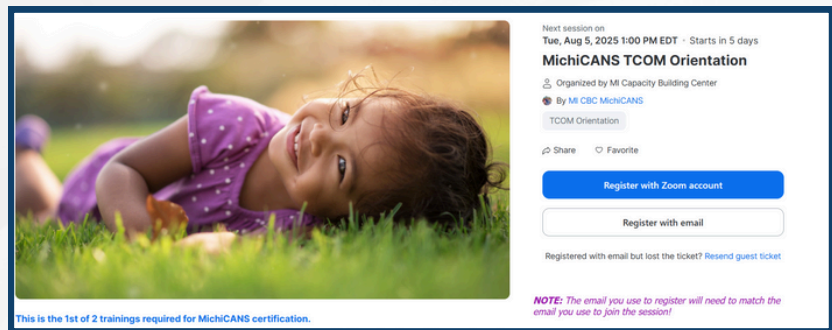 Next session on
Tue, Aug 5, 2025 1:00 PM EDT · Starts in 5 days
MichiCANS TCOM Orientation
Organized by MI Capacity Building Center
By MI CBC MichiCANS
TCOM Orientation
Share Favorite
Register with Zoom account
Register with email
Registered with email but lost the ticket? Resend guest ticket
NOTE: The email you use to register will need to match the
email you use to join the session!
This is the 1st of 2 trainings required for MichiCANS certification.